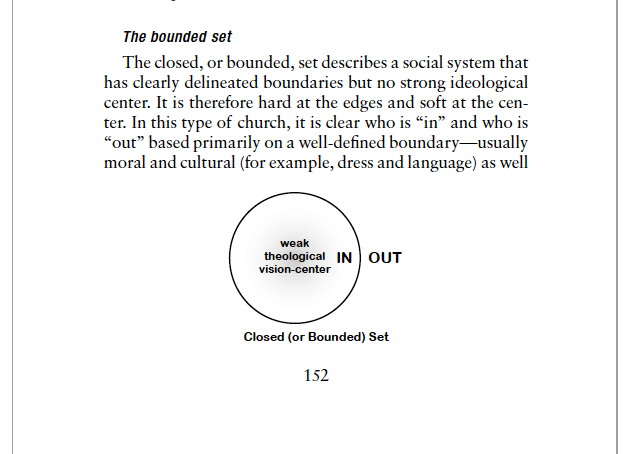 The bounded set
The closed, or bounded, set describes a social system that
has clearly delineated boundaries but no strong ideological
center. It is therefore hard at the edges and soft at the cen-
ter. In this type of church, it is clear who is “in” and who is
“out” based primarily on a well-defined boundary—usually
moral and cultural (for example, dress and language) as well
weak
theological
vision-center
IN OUT
Closed (or Bounded) Set
152